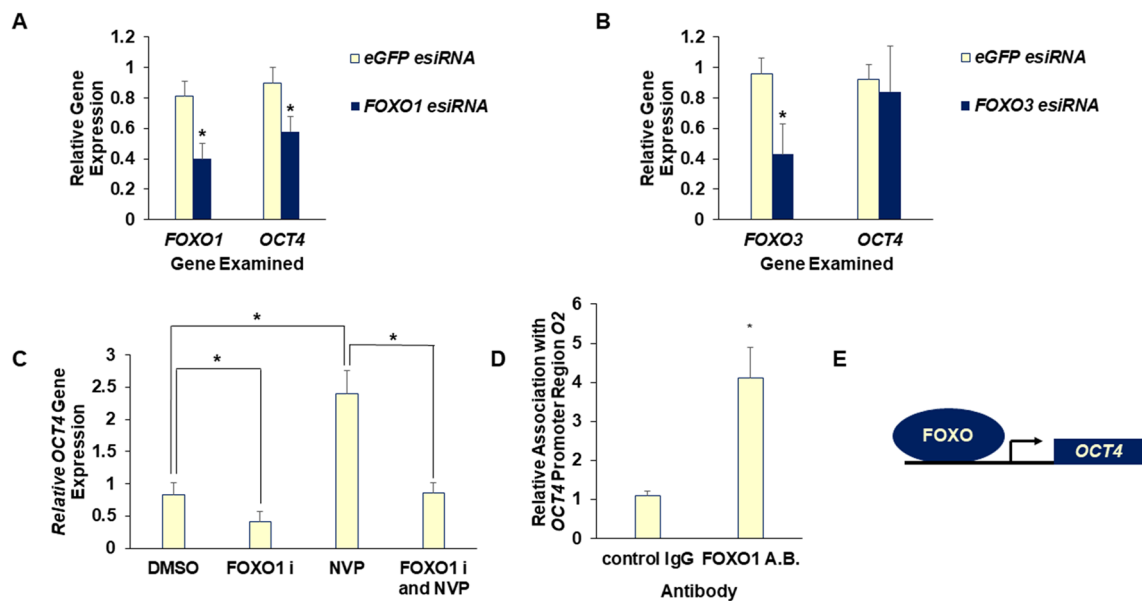 A
Relative Gene
Expression
1.2
1
0.8
0.6
0.4
0.2
0
*
*
FOXO1
OCT4
Gene Examined
eGFP esiRNA
FOXO1 esiRNA
B
Relative Gene
Expression
1.2
1
0.8
0.6
0.4
0.2
0
*
FOXO3
OCT4
Gene Examined
eGFP esiRNA
FOXO3 esiRNA
C
Relative OCT4 Gene
Expression
3
2.5
2
1.5
1
0.5
0
*
*
*
DMSO
FOXO1 i
NVP
FOXO1 i
and NVP
D
Relative Association with
OCT4 Promoter Region O2
6
5
4
3
2
1
0
*
control IgG
FOXO1 A.B.
Antibody
E
FOXO
OCT4